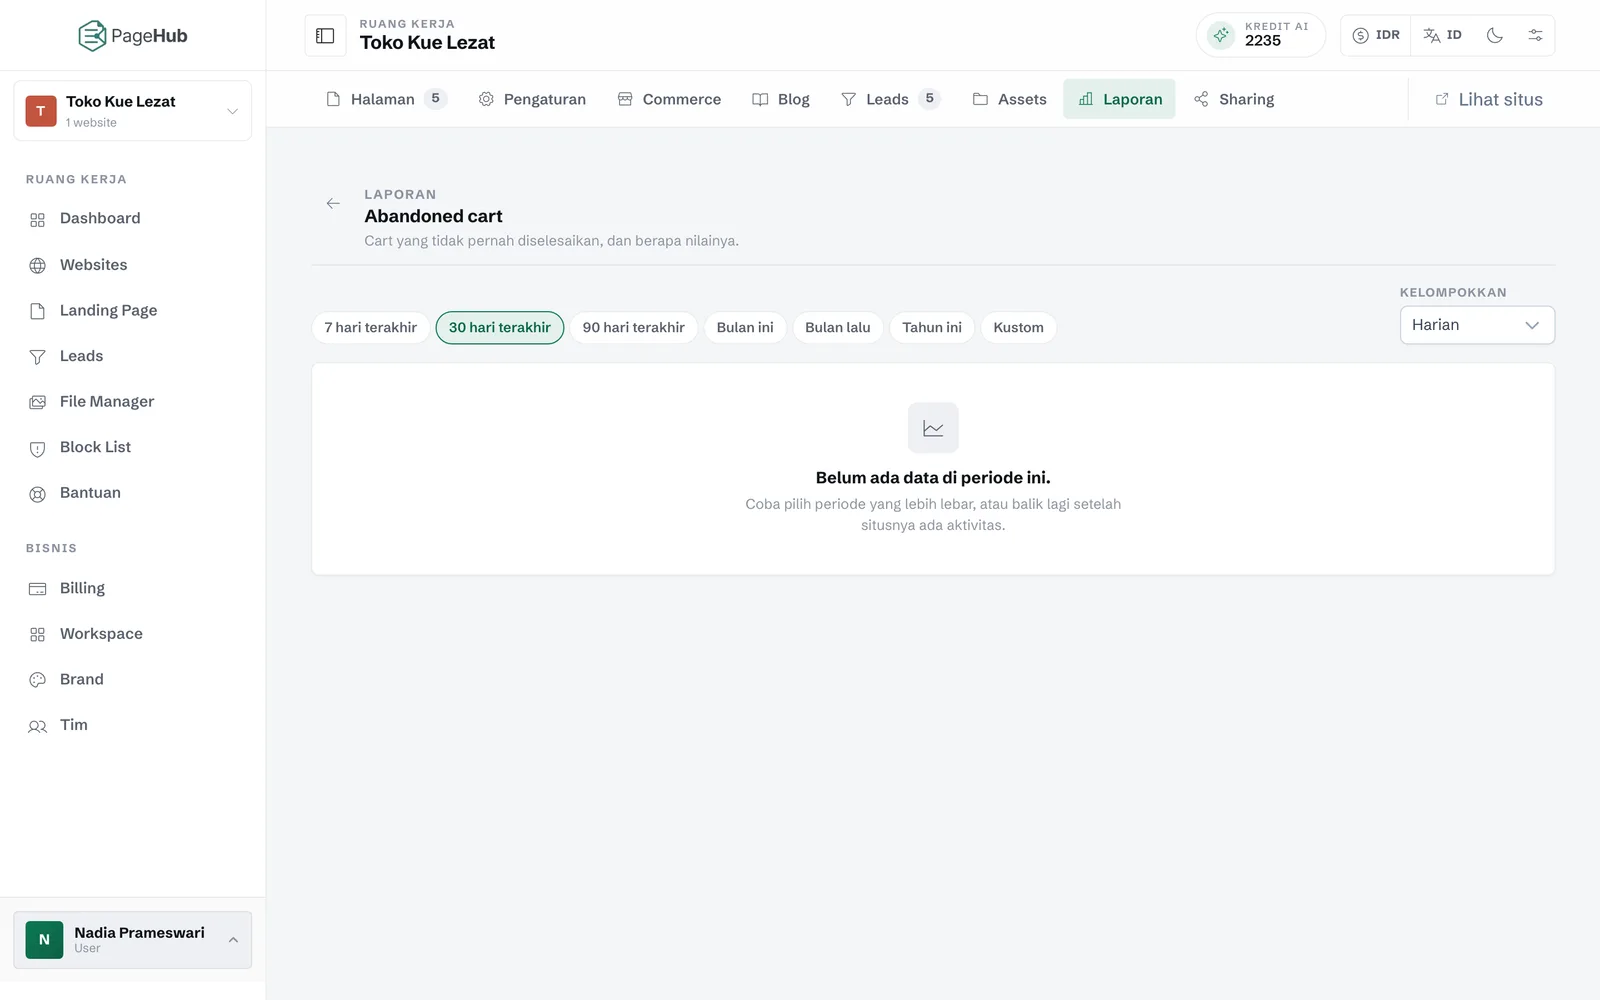 PageHub
RUANG KERJA
Toko Kue Lezat
KREDIT AI
2235
IDR
ID
T
Toko Kue Lezat
1 website
Halaman 5
Pengaturan
Commerce
Blog
Leads 5
Assets
Laporan
Sharing
Lihat situs
RUANG KERJA
Dashboard
Websites
Landing Page
Leads
File Manager
Block List
Bantuan
BISNIS
Billing
Workspace
Brand
Tim
N
Nadia Prameswari
User
LAPORAN
Abandoned cart
Cart yang tidak pernah diselesaikan, dan berapa nilainya.
7 hari terakhir
30 hari terakhir
90 hari terakhir
Bulan ini
Bulan lalu
Tahun ini
Kustom
KELOMPOKKAN
Harian
Belum ada data di periode ini.
Coba pilih periode yang lebih lebar, atau balik lagi setelah
situsnya ada aktivitas.